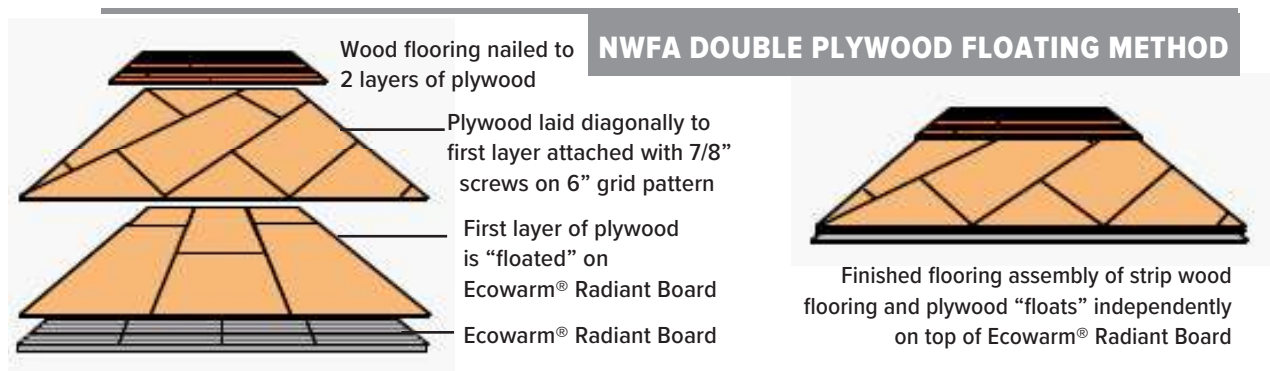 NWFA DOUBLE PLYWOOD FLOATING METHOD
Wood flooring nailed to
2 layers of plywood
Plywood laid diagonally to
first layer attached with 7/8”
screws on 6” grid pattern
First layer of plywood
is “floated” on
Ecowarm® Radiant Board
Ecowarm® Radiant Board
Finished flooring assembly of strip wood
flooring and plywood “floats” independently
on top of Ecowarm® Radiant Board